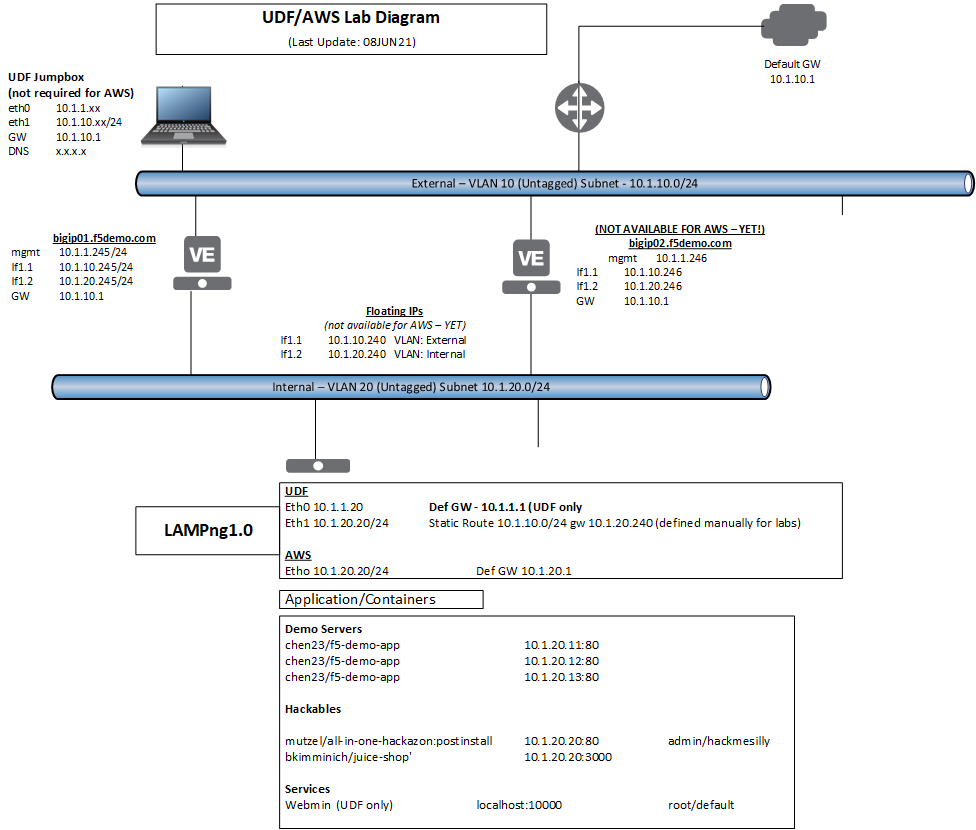 UDF/AWS Lab Diagram
(Last Update: 08JUN21)
Default GW
10.1.10.1
UDF Jumpbox
(not required for AWS)
eth0 10.1.1.xx
eth1 10.1.10.xx/24
GW 10.1.10.1
DNS x.x.x.x
External – VLAN 10 (Untagged) Subnet - 10.1.10.0/24
bigip01.f5demo.com
mgmt 10.1.1.245/24
If1.1 10.1.10.245/24
If1.2 10.1.20.245/24
GW 10.1.10.1
VE
VE
(NOT AVAILABLE FOR AWS – YET!)
bigip02.f5demo.com
mgmt 10.1.1.246
If1.1 10.1.10.246
If1.2 10.1.20.246
GW 10.1.10.1
Floating IPs
(not available for AWS – YET)
If1.1 10.1.10.240 VLAN: External
If1.2 10.1.20.240 VLAN: Internal
Internal – VLAN 20 (Untagged) Subnet 10.1.20.0/24
LAMPng1.0
UDF
Eth0 10.1.1.20 Def GW - 10.1.1.1 (UDF only
Eth1 10.1.20.20/24 Static Route 10.1.10.0/24 gw 10.1.20.240 (defined manually for labs)
AWS
Etho 10.1.20.20/24 Def GW 10.1.20.1
Application/Containers
Demo Servers
chen23/f5-demo-app 10.1.20.11:80
chen23/f5-demo-app 10.1.20.12:80
chen23/f5-demo-app 10.1.20.13:80
Hackables
mutzel/all-in-one-hackazon:postinstall 10.1.20.20:80 admin/hackmesilly
bkimminich/juice-shop' 10.1.20.20:3000
Services
Webmin (UDF only) localhost:10000 root/default